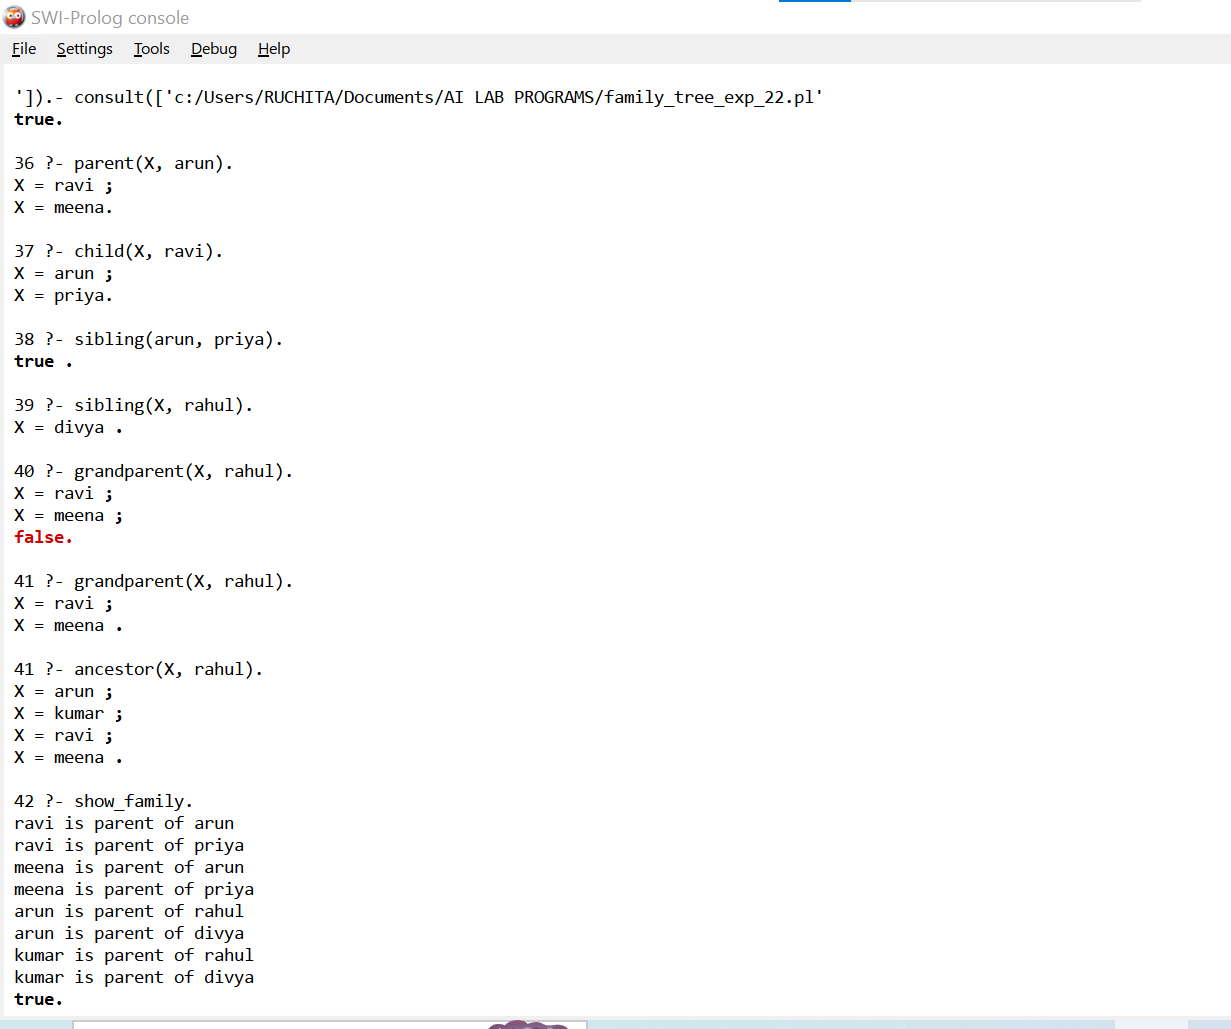 SWI-Prolog console
File Settings Tools Debug Help
']).- consult(['c:/Users/RUCHITA/Documents/AI LAB PROGRAMS/family_tree_exp_22.pl'
true.
36 ?- parent(X, arun).
X = ravi ;
X = meena.
37 ?- child(X, ravi).
X = arun ;
X = priya.
38 ?- sibling(arun, priya).
true .
39 ?- sibling(X, rahul).
X = divya .
40 ?- grandparent(X, rahul).
X = ravi ;
X = meena ;
false.
41 ?- grandparent(X, rahul).
X = ravi ;
X = meena .
41 ?- ancestor(X, rahul).
X = arun ;
X = kumar ;
X = ravi ;
X = meena .
42 ?- show_family.
ravi is parent of arun
ravi is parent of priya
meena is parent of arun
meena is parent of priya
arun is parent of rahul
arun is parent of divya
kumar is parent of rahul
kumar is parent of divya
true.